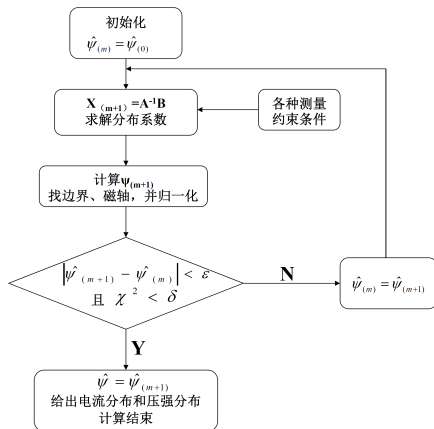 初始化
ψ̂(m)=ψ̂(0)
X(m+1)=A⁻¹B
求解分布系数
各种测量
约束条件
计算ψ(m+1)
找边界、磁轴，并归一化
|ψ̂(m+1) − ψ̂(m)| < ε
且 χ² < δ
N
ψ̂(m)=ψ̂(m+1)
Y
ψ̂=ψ̂(m+1)
给出电流分布和压强分布
计算结束